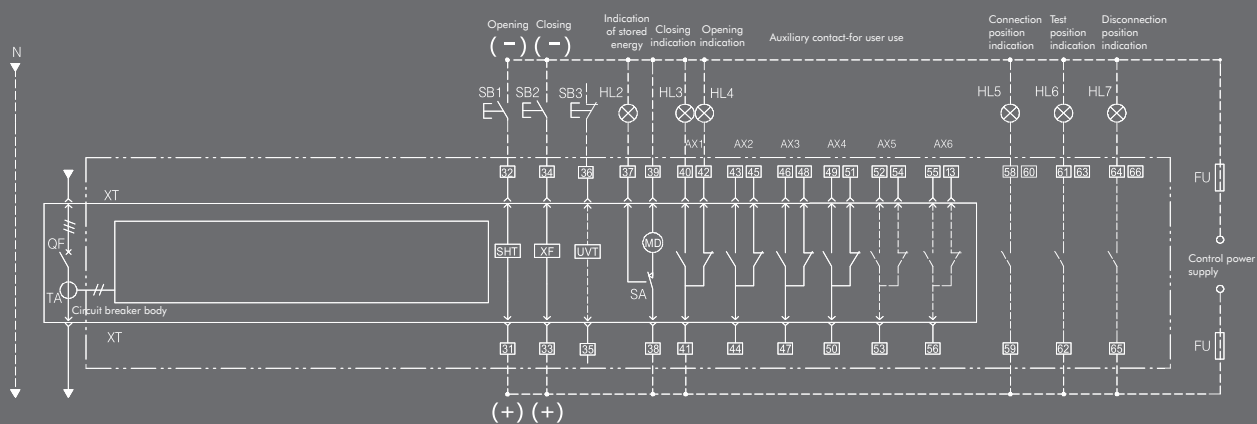 N
Opening
Closing
Indication
of stored
energy
Closing
indication
Opening
indication
Auxiliary contact-for user use
Connection
position
indication
Test
position
indication
Disconnection
position
indication
(-) (-)
SB1 SB2 SB3 HL2 HL3 HL4 HL5 HL6 HL7
AX1 AX2 AX3 AX4 AX5 AX6
32 34 36 37 39 40 42 43 45 46 48 49 51 52 54 55 13 58 60 61 63 64 66
FU
XT
QF
SHT XF UVT MD
SA
TA
Circuit breaker body
Control power
supply
XT
31 33 35 38 41 44 47 50 53 56 59 62 65
FU
(+) (+)